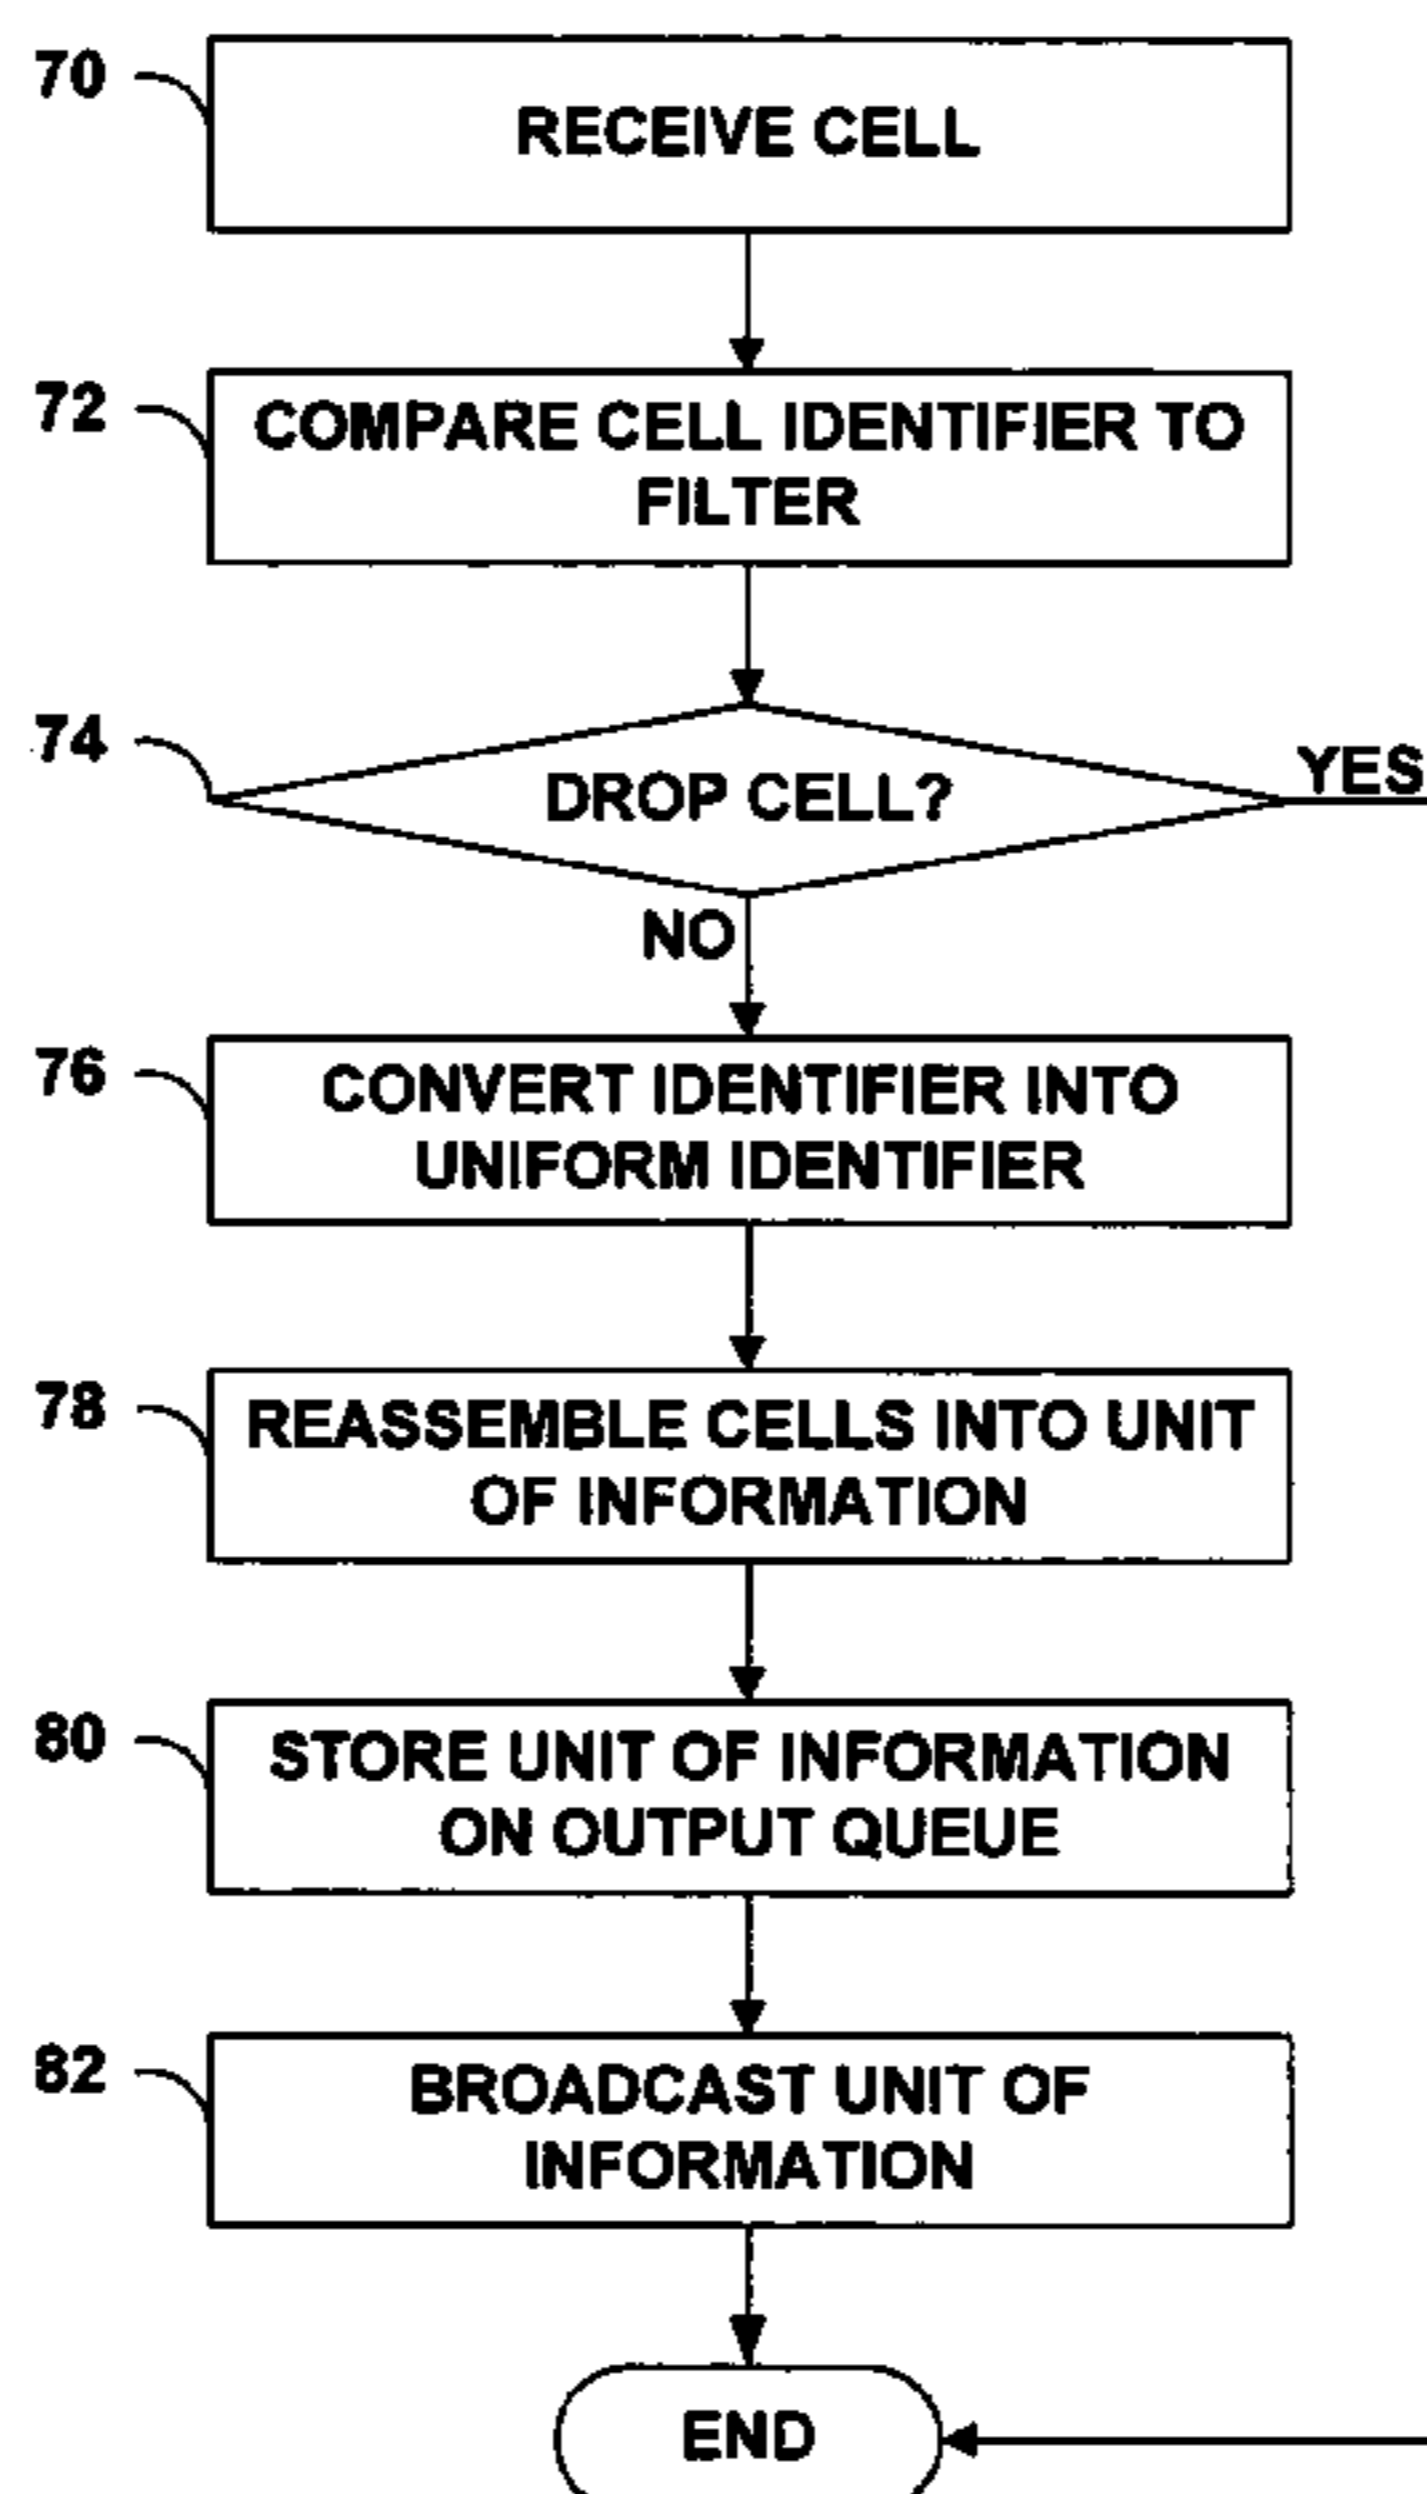 70
RECEIVE CELL
72
COMPARE CELL IDENTIFIER TO
FILTER
74
DROP CELL?
YES
NO
76
CONVERT IDENTIFIER INTO
UNIFORM IDENTIFIER
78
REASSEMBLE CELLS INTO UNIT
OF INFORMATION
80
STORE UNIT OF INFORMATION
ON OUTPUT QUEUE
82
BROADCAST UNIT OF
INFORMATION
END